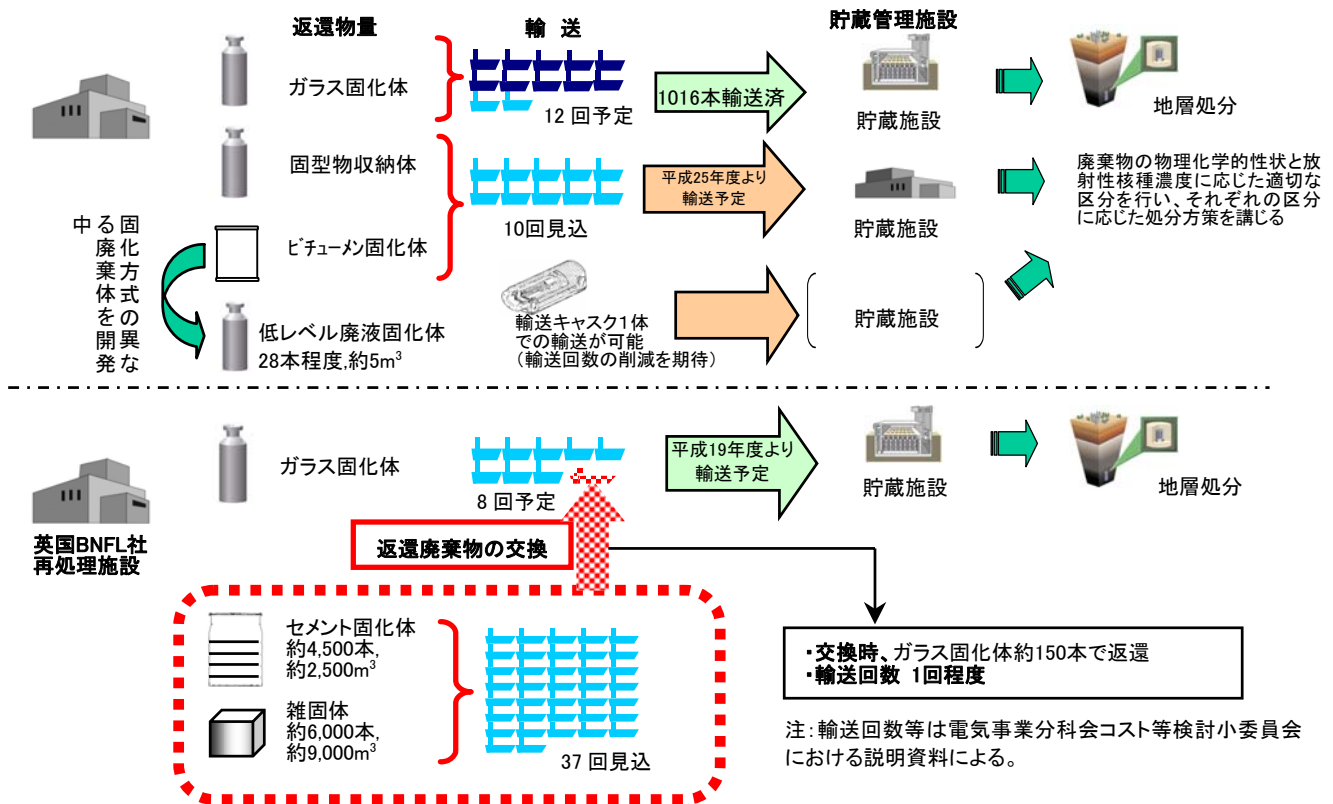 返還物量
輸 送
貯蔵管理施設
ガラス固化体
12 回予定
1016本輸送済
貯蔵施設
地層処分
固型物収納体
10回見込
平成25年度より
輸送予定
貯蔵施設
廃棄物の物理化学的性状と放
射性核種濃度に応じた適切な
区分を行い、それぞれの区分
に応じた処分方策を講じる
固化方式の異な
る廃棄体を開発
中
ビチューメン固化体
低レベル廃液固化体
28本程度,約5m³
輸送キャスク1体
での輸送が可能
(輸送回数の削減を期待)
貯蔵施設
英国BNFL社
再処理施設
ガラス固化体
8 回予定
平成19年度より
輸送予定
貯蔵施設
地層処分
返還廃棄物の交換
セメント固化体
約4,500本,
約2,500m³
雑固体
約6,000本,
約9,000m³
37 回見込
・交換時、ガラス固化体約150本で返還
・輸送回数 1回程度
注:輸送回数等は電気事業分科会コスト等検討小委員会
における説明資料による。